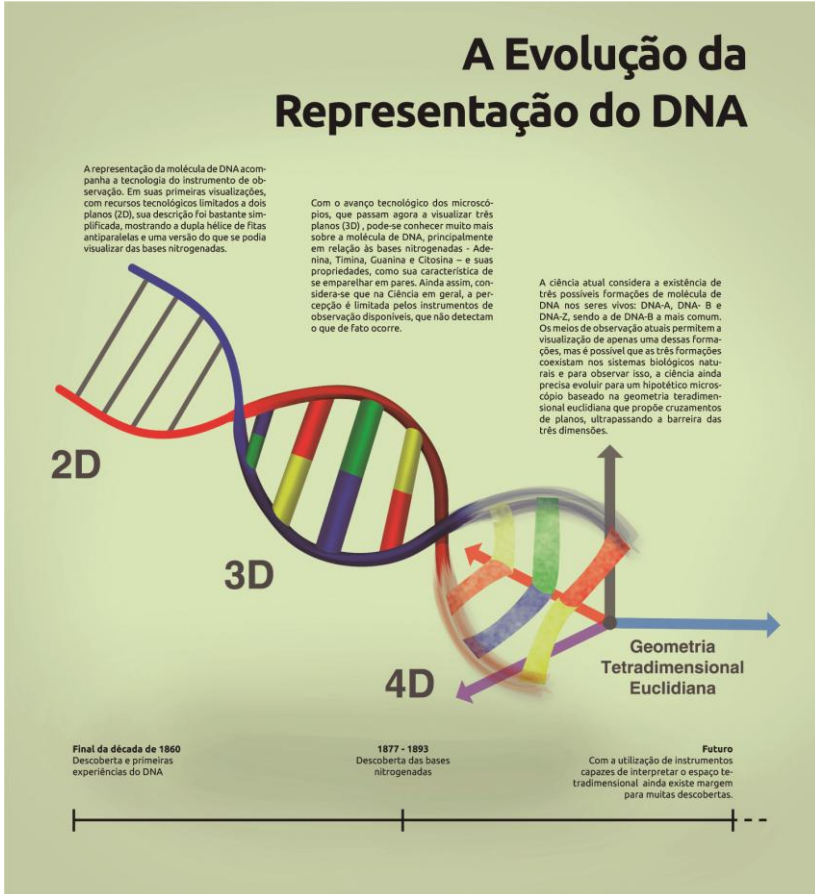 A Evolução da
Representação do DNA
A representação da molécula de DNA acom-
panha a tecnologia do instrumento de ob-
servação. Em suas primeiras visualizações,
com recursos tecnológicos limitados a dois
planos (2D), sua descrição foi bastante sim-
plificada, mostrando a dupla hélice de fitas
antiparalelas e uma versão do que se podia
visualizar das bases nitrogenadas.
Com o avanço tecnológico dos microscó-
pios, que passam agora a visualizar três
planos (3D) , pode-se conhecer muito mais
sobre a molécula de DNA, principalmente
em relação às bases nitrogenadas - Ade-
nina, Timina, Guanina e Citosina – e suas
propriedades, como sua característica de
se emparelhar em pares. Ainda assim, con-
sidera-se que na Ciência em geral, a per-
cepção é limitada pelos instrumentos de
observação disponíveis, que não detectam
o que de fato ocorre.
A ciência atual considera a existência de
três possíveis formações de molécula de
DNA nos seres vivos: DNA-A, DNA- B e
DNA-Z, sendo a de DNA-B a mais comum.
Os meios de observação atuais permitem a
visualização de apenas uma dessas forma-
ções, mas é possível que as três formações
coexistam nos sistemas biológicos natu-
rais e para observar isso, a ciência ainda
precisa evoluir para um hipotético micros-
cópio baseado na geometria teradimen-
sional euclidiana que propõe cruzamentos
de planos, ultrapassando a barreira das
três dimensões.
2D
3D
4D
Geometria
Tetradimensional
Euclidiana
Final da década de 1860
Descoberta e primeiras
experiências do DNA
1877 - 1893
Descoberta das bases
nitrogenadas
Futuro
Com a utilização de instrumentos
capazes de interpretar o espaço te-
tradimensional ainda existe margem
para muitas descobertas.